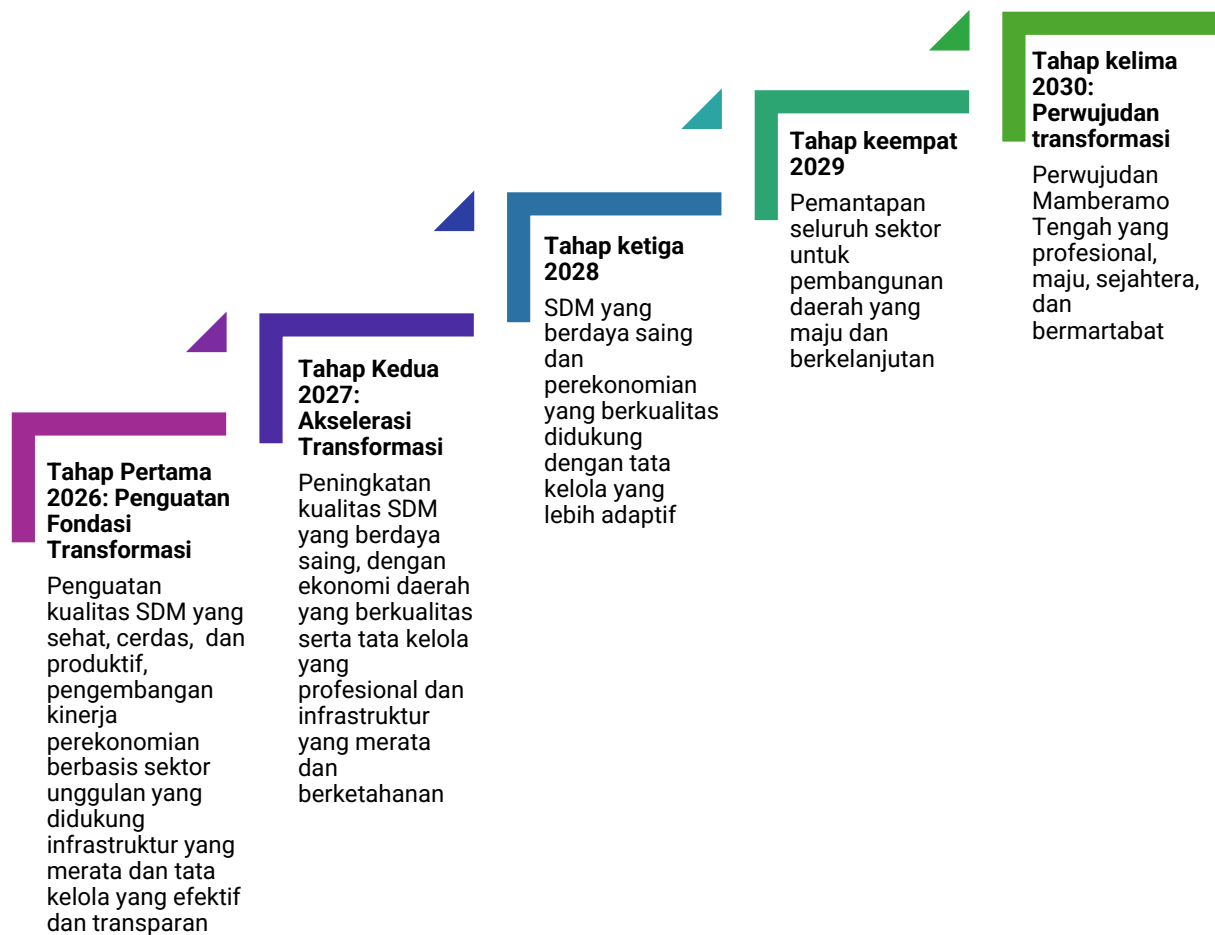 Tahap Pertama
2026: Penguatan
Fondasi
Transformasi
Penguatan
kualitas SDM yang
sehat, cerdas,  dan
produktif,
pengembangan
kinerja
perekonomian
berbasis sektor
unggulan yang
didukung
infrastruktur yang
merata dan tata
kelola yang efektif
dan transparan
Tahap Kedua
2027:
Akselerasi
Transformasi
Peningkatan
kualitas SDM
yang berdaya
saing, dengan
ekonomi daerah
yang berkualitas
serta tata kelola
yang
profesional dan
infrastruktur
yang merata
dan
berketahanan
Tahap ketiga
2028
SDM yang
berdaya saing
dan
perekonomian
yang berkualitas
didukung
dengan tata
kelola yang
lebih adaptif
Tahap keempat
2029
Pemantapan
seluruh sektor
untuk
pembangunan
daerah yang
maju dan
berkelanjutan
Tahap kelima
2030:
Perwujudan
transformasi
Perwujudan
Mamberamo
Tengah yang
profesional,
maju, sejahtera,
dan
bermartabat